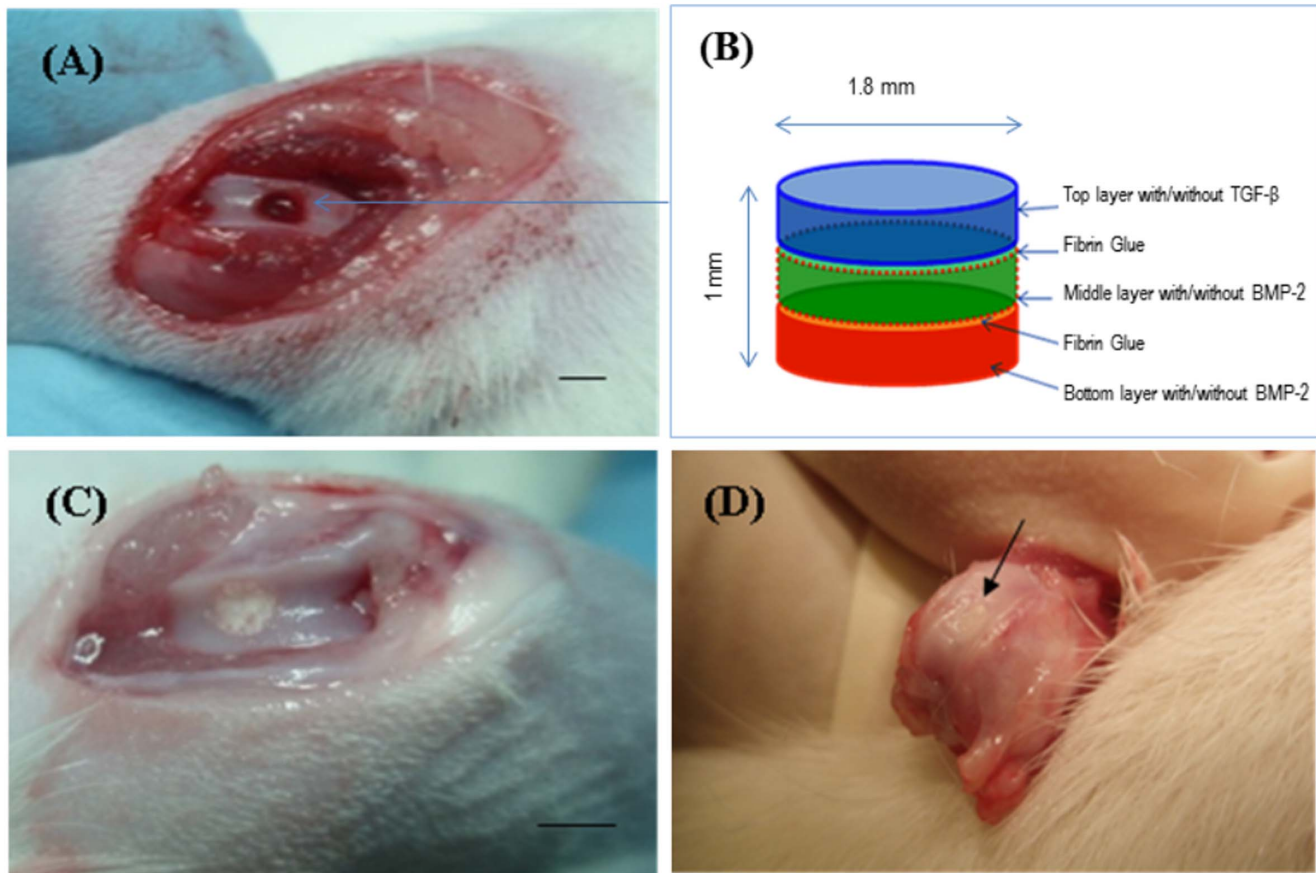 (A)
(B)
1.8 mm
1 mm
Top layer with/without TGF-β
Fibrin Glue
Middle layer with/without BMP-2
Fibrin Glue
Bottom layer with/without BMP-2
(C)
(D)